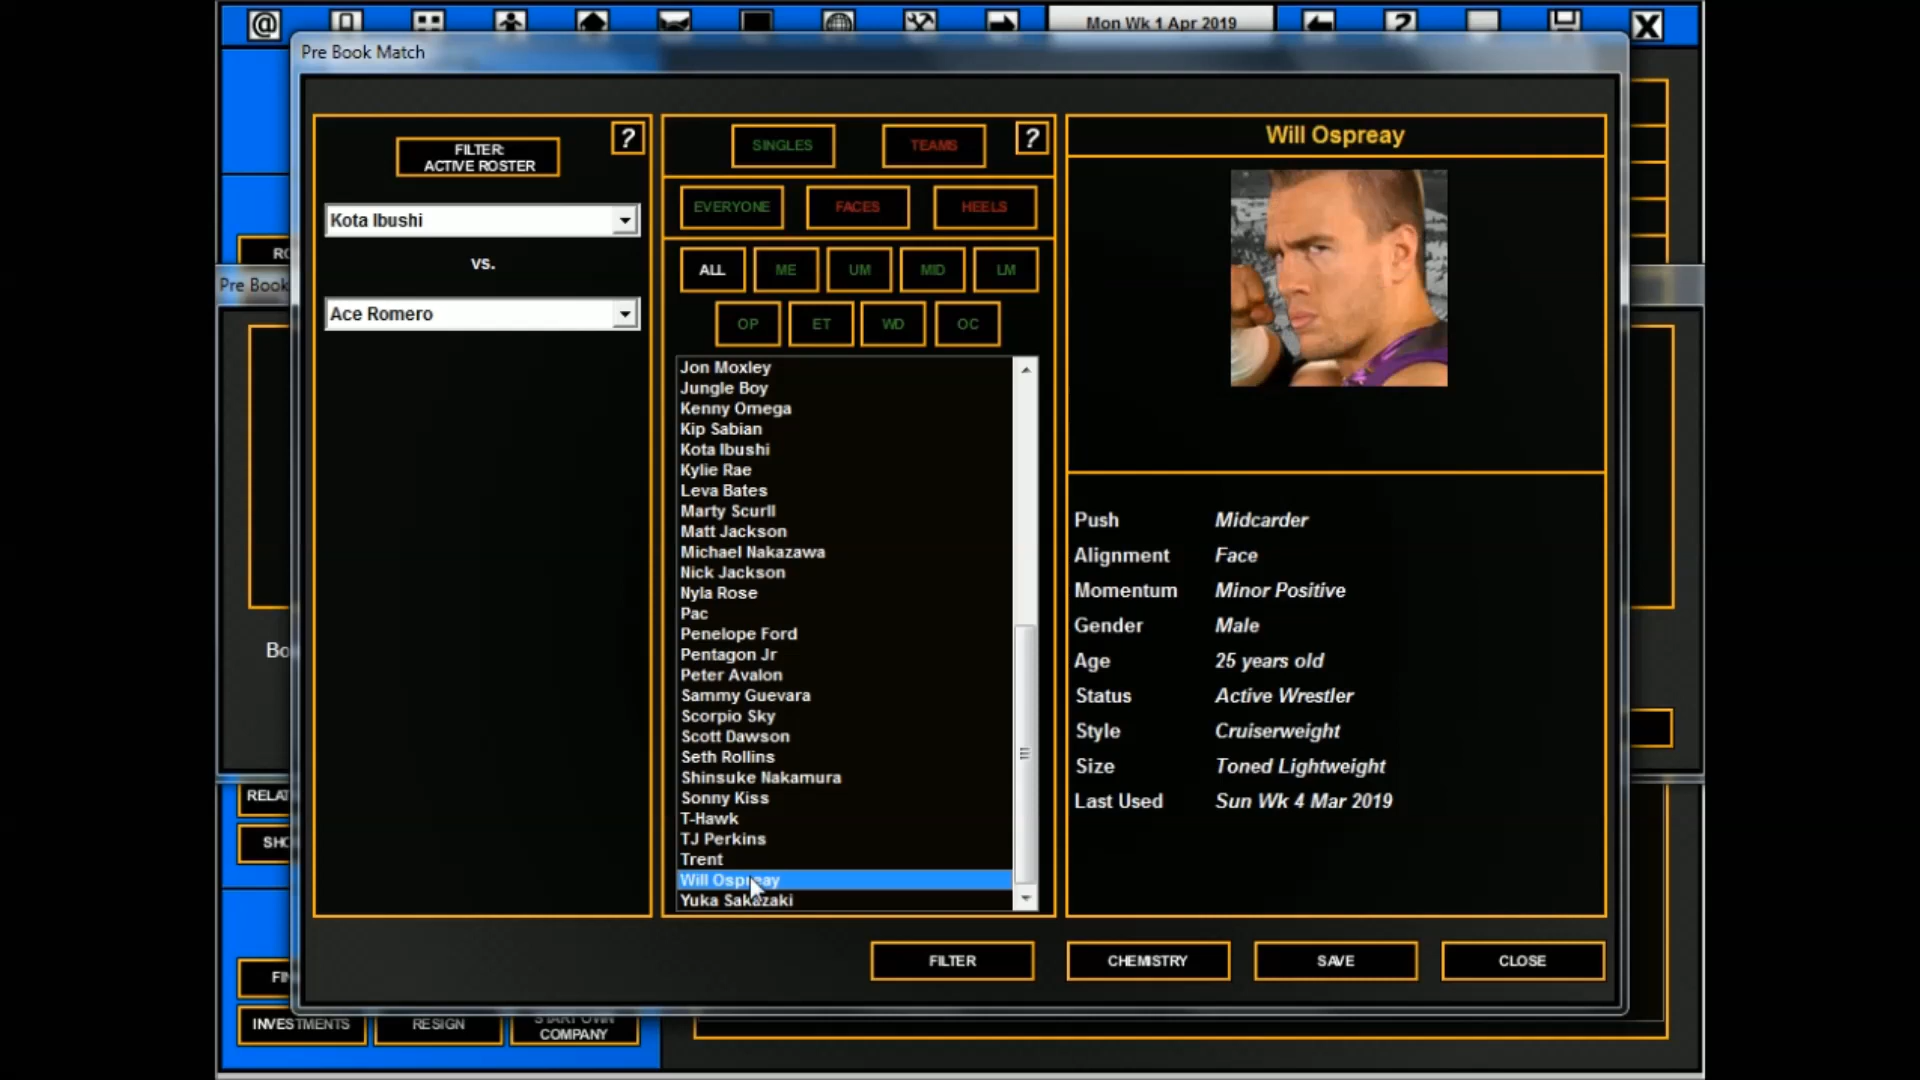 Mon Wk 1 Apr 2019
Pre Book Match
FILTER:
ACTIVE ROSTER
?
Kota Ibushi
vs.
Ace Romero
SINGLES
TEAMS
?
EVERYONE
FACES
HEELS
ALL
ME
UM
MID
LM
OP
ET
WD
OC
Jon Moxley
Jungle Boy
Kenny Omega
Kip Sabian
Kota Ibushi
Kylie Rae
Leva Bates
Marty Scurll
Matt Jackson
Michael Nakazawa
Nick Jackson
Nyla Rose
Pac
Penelope Ford
Pentagon Jr
Peter Avalon
Sammy Guevara
Scorpio Sky
Scott Dawson
Seth Rollins
Shinsuke Nakamura
Sonny Kiss
T-Hawk
TJ Perkins
Trent
Will Ospreay
Yuka Sakazaki
Will Ospreay
Push Midcarder
Alignment Face
Momentum Minor Positive
Gender Male
Age 25 years old
Status Active Wrestler
Style Cruiserweight
Size Toned Lightweight
Last Used Sun Wk 4 Mar 2019
FILTER
CHEMISTRY
SAVE
CLOSE
Pre Book
INVESTMENTS
RESIGN
START OWN
COMPANY